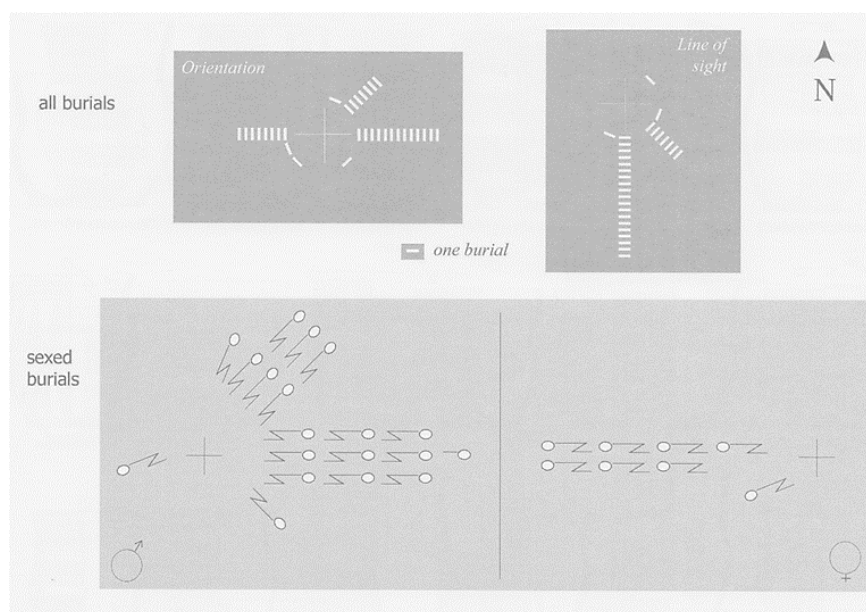 Orientation
Line of
sight
N
all burials
one burial
sexed
burials